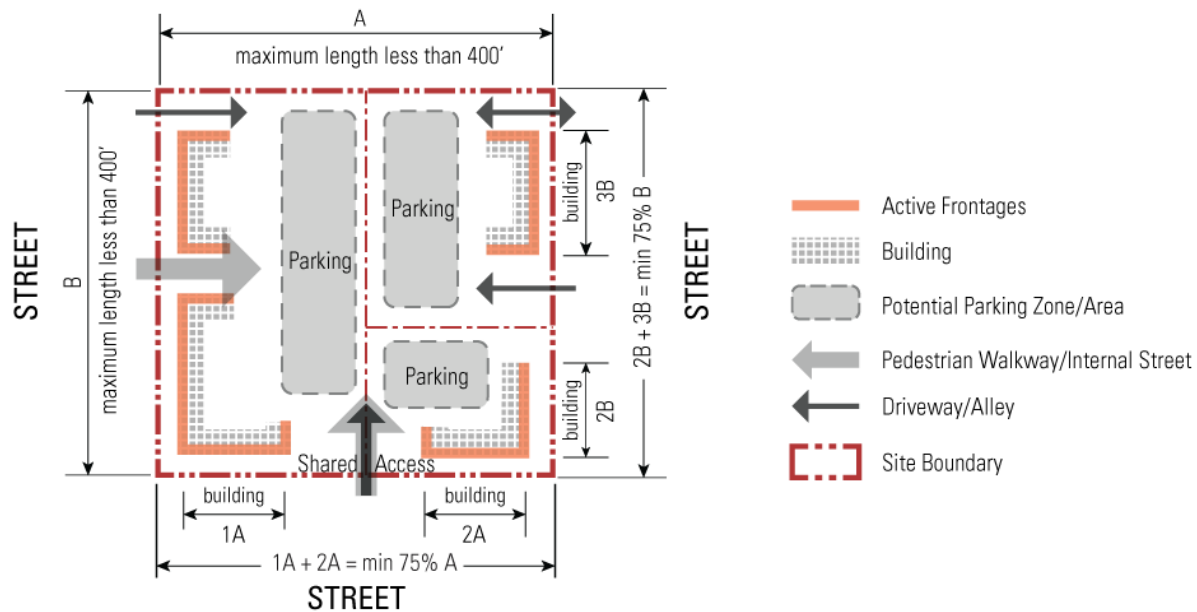 A
maximum length less than 400'
STREET
B
maximum length less than 400'
Parking
Parking
Parking
building
3B
building
2B
2B + 3B = min 75% B
STREET
Shared Access
building
1A
building
2A
1A + 2A = min 75% A
STREET
Active Frontages
Building
Potential Parking Zone/Area
Pedestrian Walkway/Internal Street
Driveway/Alley
Site Boundary